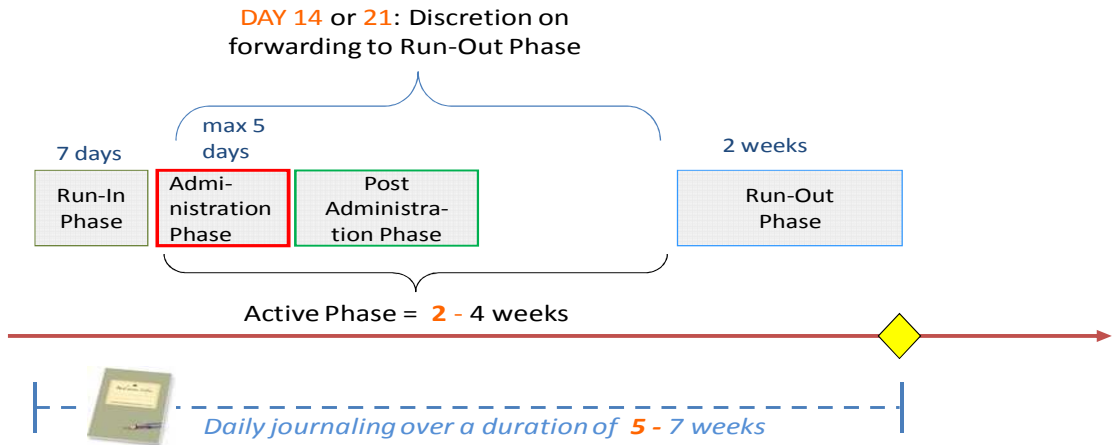 DAY 14 or 21: Discretion on
forwarding to Run-Out Phase
max 5
days
7 days
2 weeks
Run-In
Phase
Admi-
nistration
Phase
Post
Administra-
tion Phase
Run-Out
Phase
Active Phase = 2 - 4 weeks
Daily journaling over a duration of 5 - 7 weeks